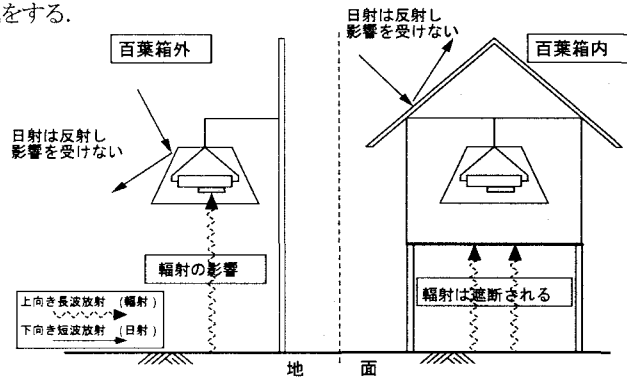 をする.
百葉箱外
日射は反射し
影響を受けない
百葉箱内
日射は反射し
影響を受けない
輻射の影響
輻射は遮断される
上向き長波放射 （輻射）
下向き短波放射 （日射）
地 面